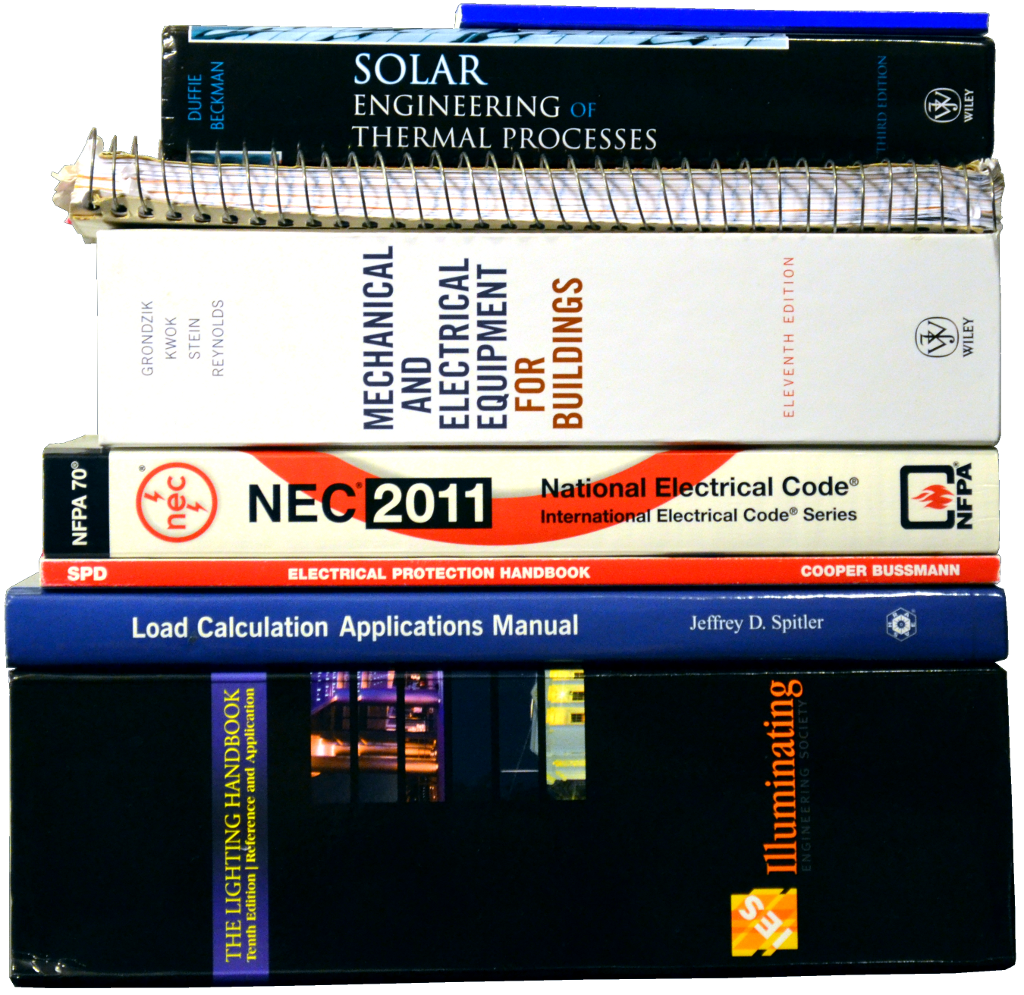 DUFFIE
BECKMAN
SOLAR
ENGINEERING OF
THERMAL PROCESSES
THIRD EDITION
WILEY
GRONDZIK
KWOK
STEIN
REYNOLDS
MECHANICAL
AND
ELECTRICAL
EQUIPMENT
FOR
BUILDINGS
ELEVENTH EDITION
WILEY
NFPA 70®
nec®
NEC® 2011
National Electrical Code®
International Electrical Code® Series
NFPA®
SPD
ELECTRICAL PROTECTION HANDBOOK
COOPER BUSSMANN
Load Calculation Applications Manual
Jeffrey D. Spitler
THE LIGHTING HANDBOOK
Tenth Edition | Reference and Application
IES
Illuminating
ENGINEERING SOCIETY